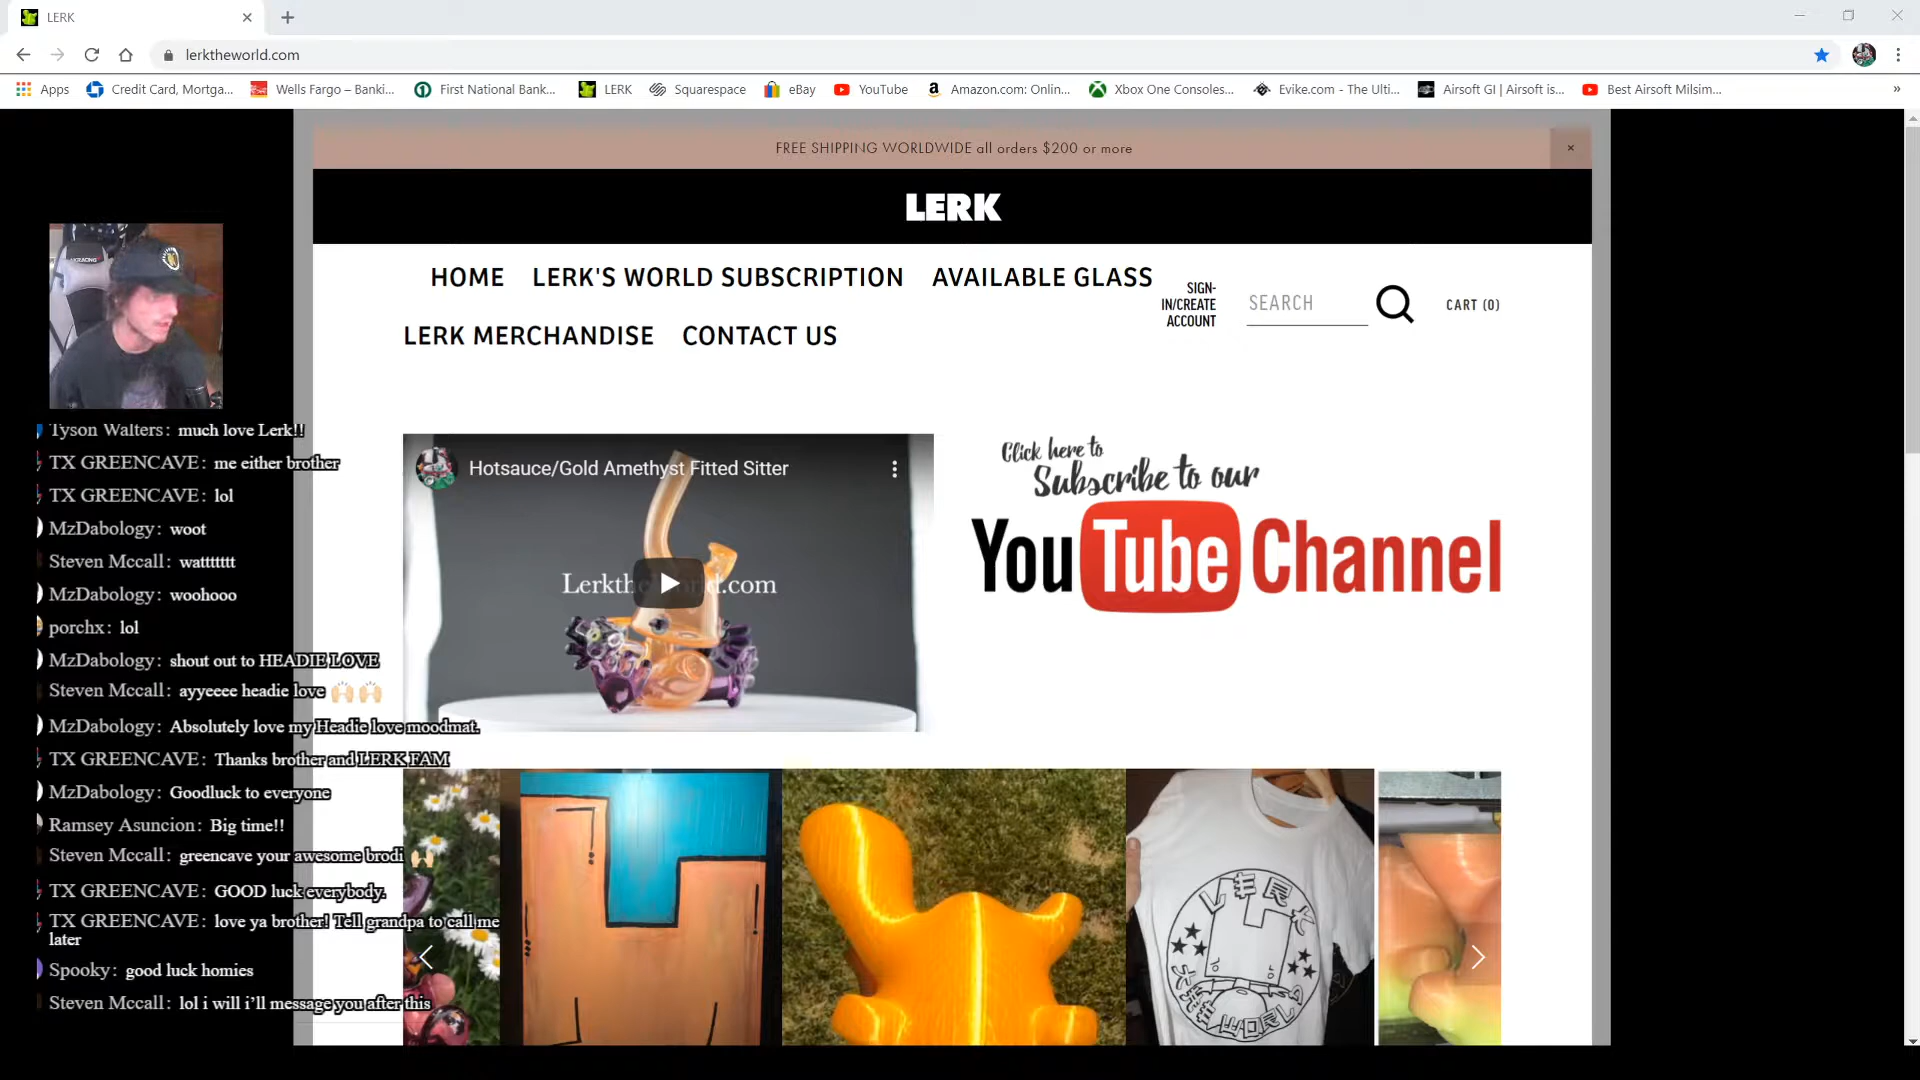 LERK
lerktheworld.com
Apps
Credit Card, Mortga...
Wells Fargo – Banki...
First National Bank...
LERK
Squarespace
eBay
YouTube
Amazon.com: Onlin...
Xbox One Consoles...
Evike.com - The Ulti...
Airsoft GI | Airsoft is...
Best Airsoft Milsim...
FREE SHIPPING WORLDWIDE all orders $200 or more
LERK
HOME
LERK'S WORLD SUBSCRIPTION
AVAILABLE GLASS
LERK MERCHANDISE
CONTACT US
SIGN-
IN/CREATE
ACCOUNT
SEARCH
CART (0)
Hotsauce/Gold Amethyst Fitted Sitter
Click here to
Subscribe to our
YouTube Channel
Tyson Walters: much love Lerk!!
TX GREENCAVE: me either brother
TX GREENCAVE: lol
MzDabology: woot
Steven Mccall: wattttttt
MzDabology: woohooo
porchx: lol
MzDabology: shout out to HEADIE LOVE
Steven Mccall: ayyeeee headie love 🙌🏻 🙌🏻
MzDabology: Absolutely love my Headie love moodmat.
TX GREENCAVE: Thanks brother and LERK FAM
MzDabology: Goodluck to everyone
Ramsey Asuncion: Big time!!
Steven Mccall: greencave your awesome brodi 🙌🏻
TX GREENCAVE: GOOD luck everybody.
TX GREENCAVE: love ya brother! Tell grandpa to call me
later
Spooky: good luck homies
Steven Mccall: lol i will i’ll message you after this
LERK